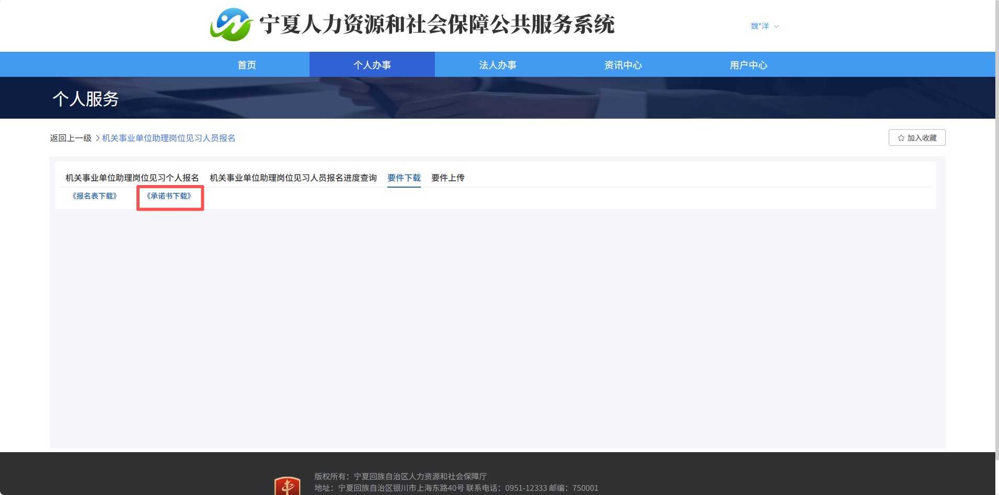 宁夏人力资源和社会保障公共服务系统
魏*洋
首页 个人办事 法人办事 资讯中心 用户中心
个人服务
返回上一级 > 机关事业单位助理岗位见习人员报名
加入收藏
机关事业单位助理岗位见习个人报名 机关事业单位助理岗位见习人员报名进度查询 要件下载 要件上传
《报名表下载》 《承诺书下载》
版权所有：宁夏回族自治区人力资源和社会保障厅
地址：宁夏回族自治区银川市上海东路40号 联系电话：0951-12333 邮编：750001